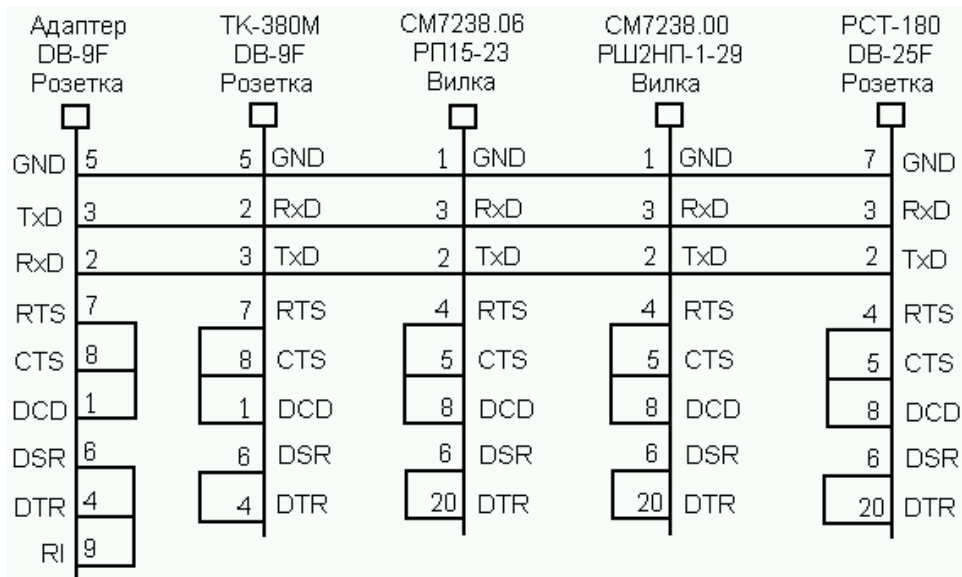 Адаптер TK-380M CM7238.06 CM7238.00 PCT-180
DB-9F DB-9F РП15-23 РШ2НП-1-29 DB-25F
Розетка Розетка Вилка Вилка Розетка
GND 5 5 GND 1 GND 1 GND 7 GND
TxD 3 2 RxD 3 RxD 3 RxD 3 RxD
RxD 2 3 TxD 2 TxD 2 TxD 2 TxD
RTS 7 7 RTS 4 RTS 4 RTS 4 RTS
CTS 8 8 CTS 5 CTS 5 CTS 5 CTS
DCD 1 1 DCD 8 DCD 8 DCD 8 DCD
DSR 6 6 DSR 6 DSR 6 DSR 6 DSR
DTR 4 4 DTR 20 DTR 20 DTR 20 DTR
RI 9